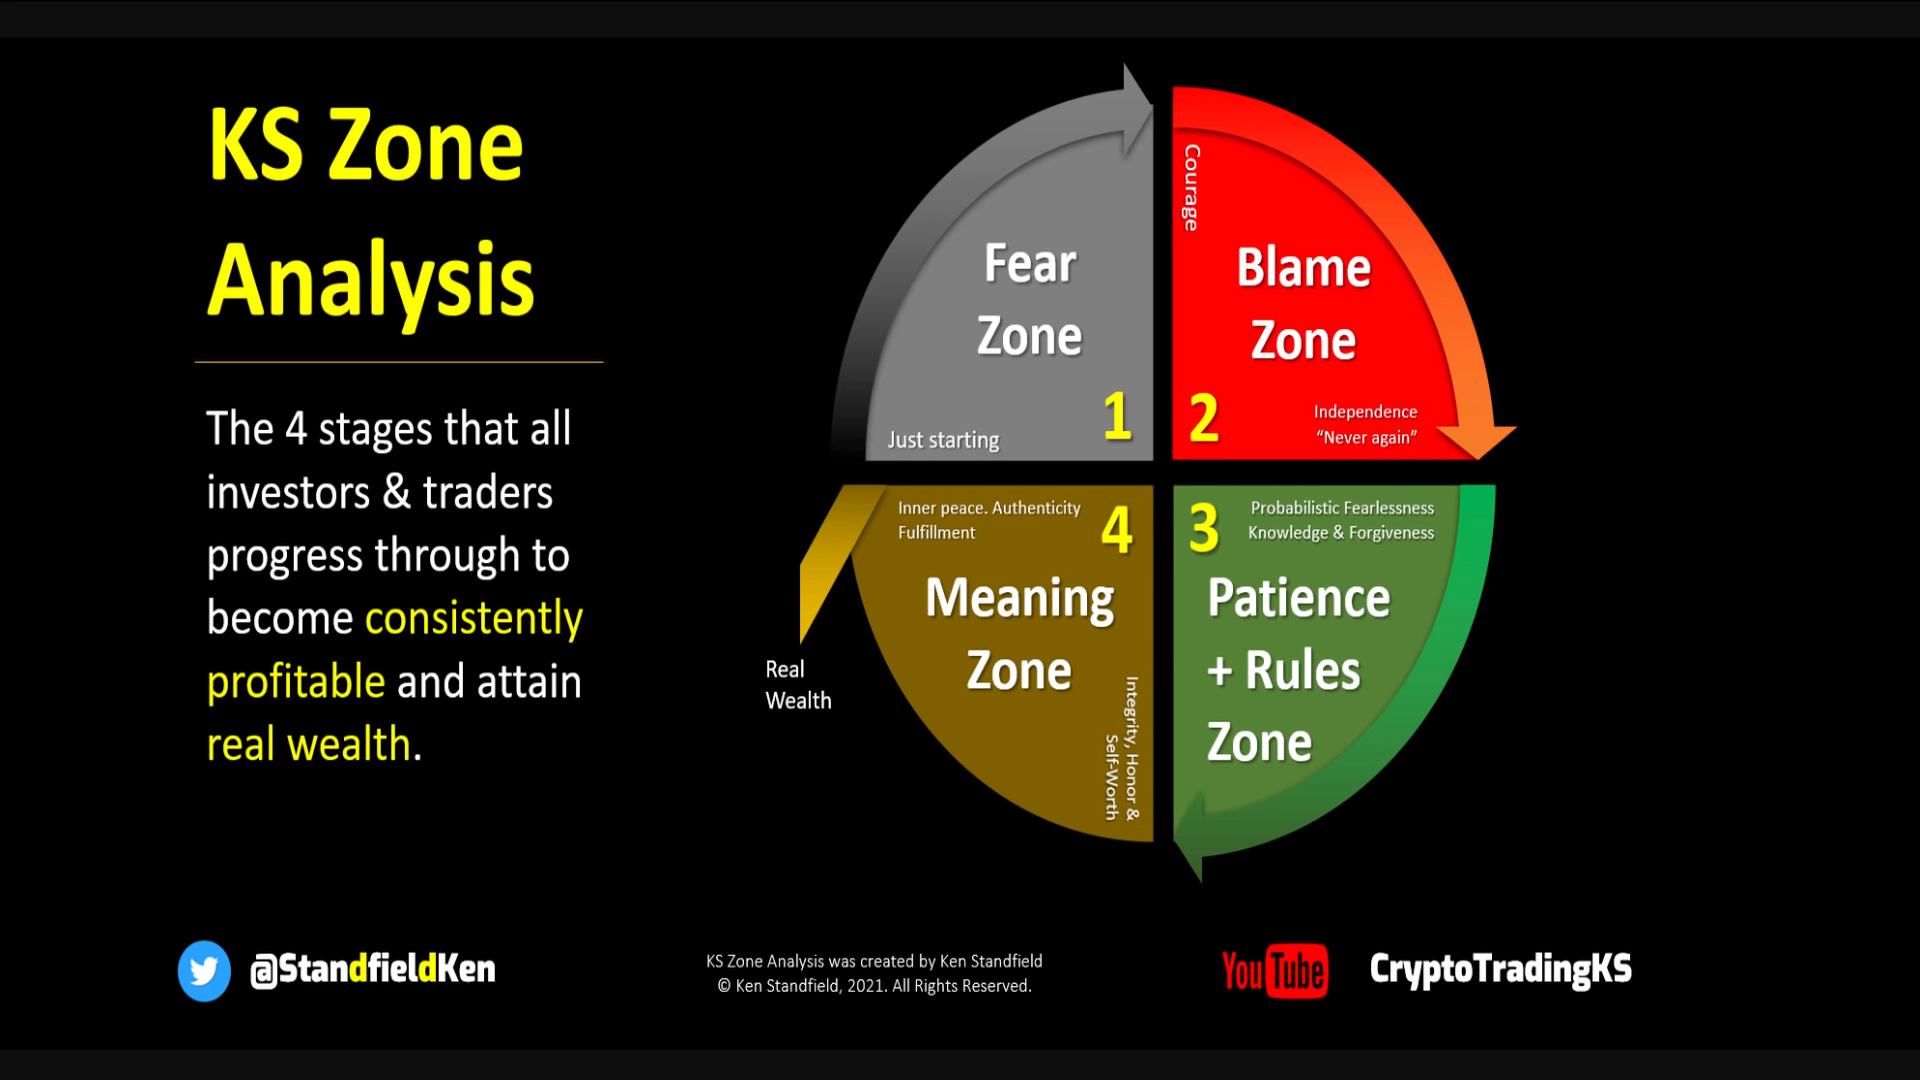 KS Zone
Analysis
The 4 stages that all
investors & traders
progress through to
become consistently
profitable and attain
real wealth.
Fear
Zone
1
Just starting
Courage
Blame
Zone
2
Independence
“Never again”
3
Probabilistic Fearlessness
Knowledge & Forgiveness
Patience
+ Rules
Zone
Inner peace. Authenticity
Fulfillment
4
Meaning
Zone
Integrity, Honor &
Self-Worth
Real
Wealth
@StandfieldKen
KS Zone Analysis was created by Ken Standfield
© Ken Standfield, 2021. All Rights Reserved.
YouTube
CryptoTradingKS